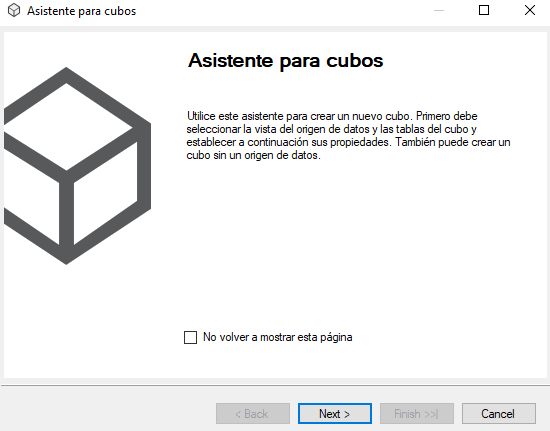 Asistente para cubos
Asistente para cubos
Utilice este asistente para crear un nuevo cubo. Primero debe
seleccionar la vista del origen de datos y las tablas del cubo y
establecer a continuación sus propiedades. También puede crear un
cubo sin un origen de datos.
No volver a mostrar esta página
< Back
Next >
Finish >>|
Cancel